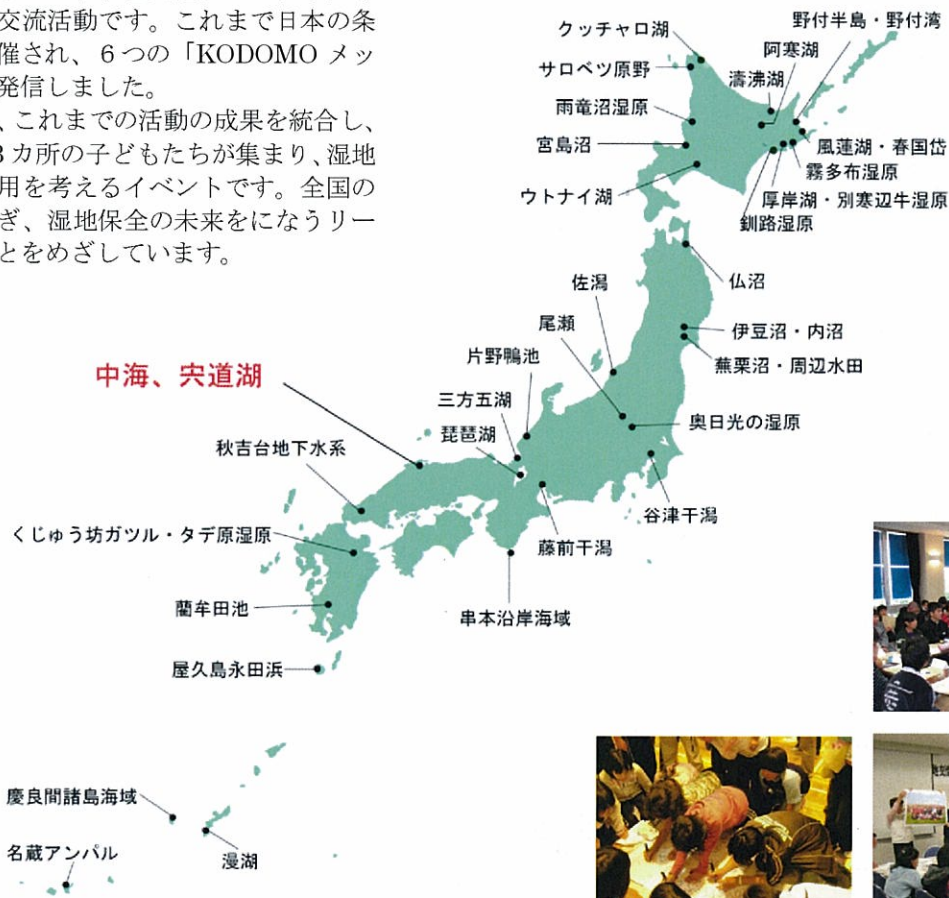 交流活動です。これまで日本の条
催され、6つの「KODOMO メッ
発信しました。
、これまでの活動の成果を統合し、
3カ所の子どもたちが集まり、湿地
用を考えるイベントです。全国の
ぎ、湿地保全の未来をになうリー
とをめざしています。
クッチャロ湖
野付半島・野付湾
阿寒湖
サロベツ原野
濤沸湖
雨竜沼湿原
宮島沼
風蓮湖・春国岱
霧多布湿原
ウトナイ湖
厚岸湖・別寒辺牛湿原
釧路湿原
仏沼
佐潟
尾瀬
伊豆沼・内沼
片野鴨池
蕪栗沼・周辺水田
中海、宍道湖
三方五湖
奥日光の湿原
琵琶湖
秋吉台地下水系
谷津干潟
くじゅう坊ガツル・タデ原湿原
藤前干潟
藺牟田池
串本沿岸海域
屋久島永田浜
慶良間諸島海域
名蔵アンパル
漫湖